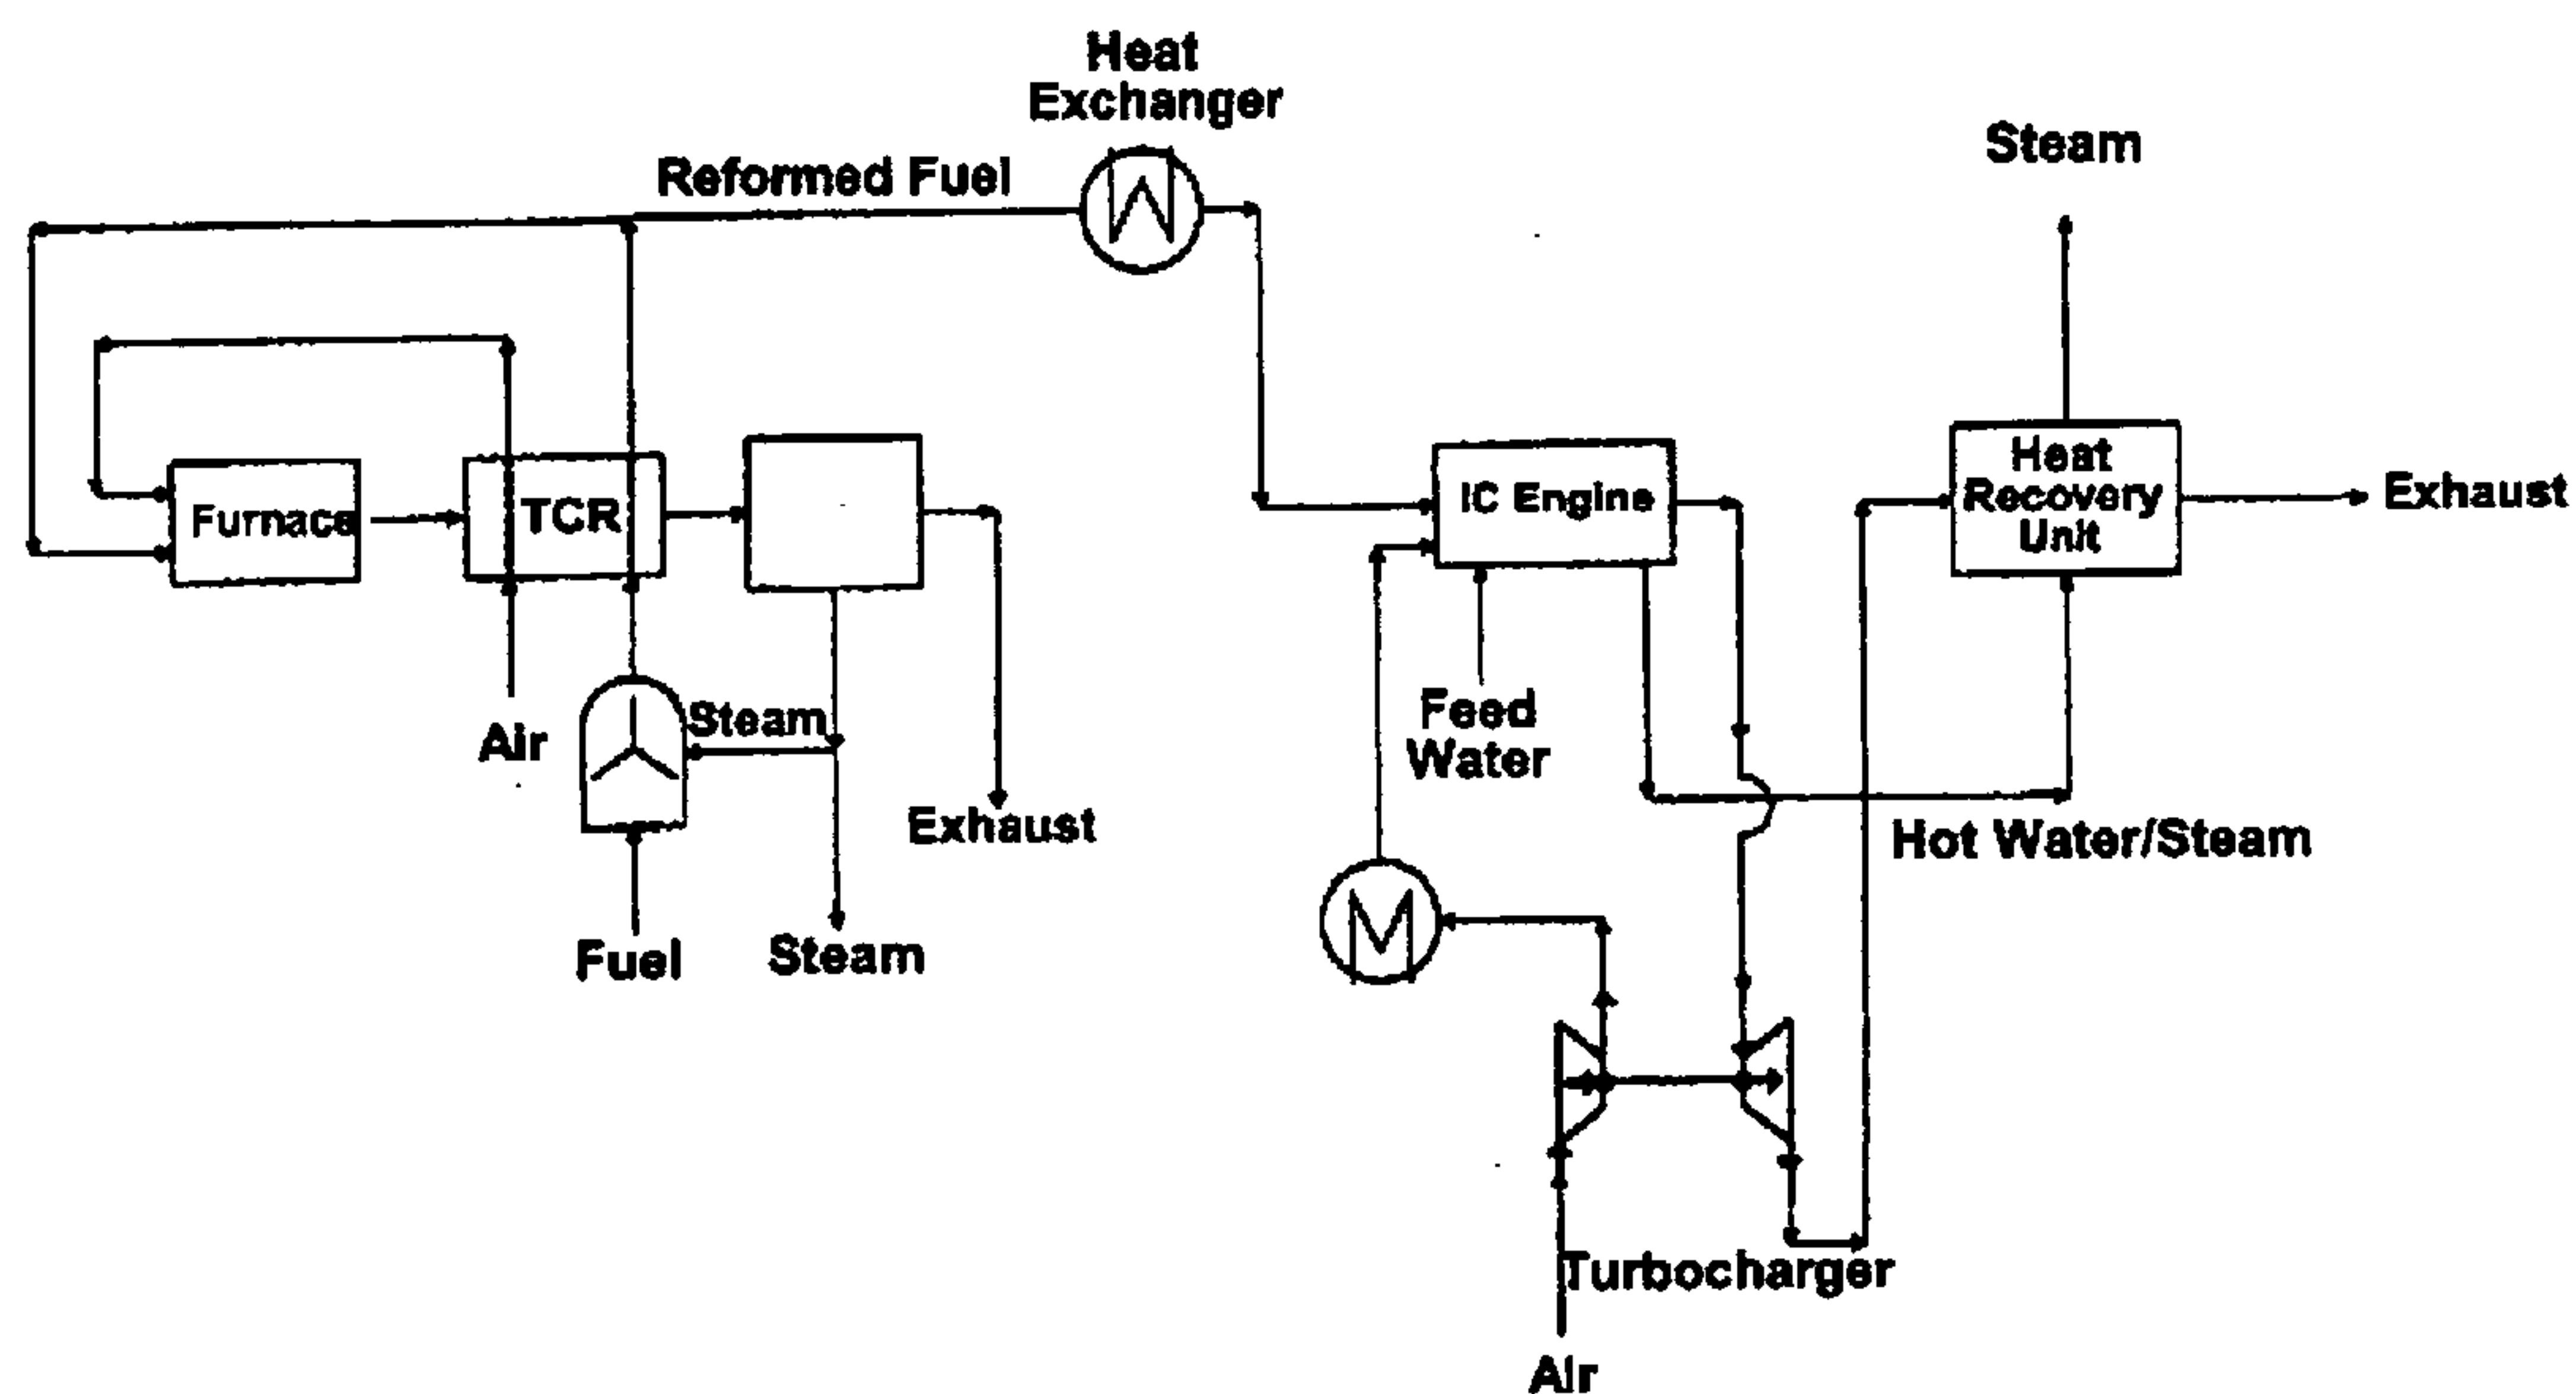 Heat
Exchanger
Reformed Fuel
Steam
Furnace
TCR
IC Engine
Heat
Recovery
Unit
Exhaust
Air
Steam
Feed
Water
Exhaust
Hot Water/Steam
Fuel
Steam
Turbocharger
Air